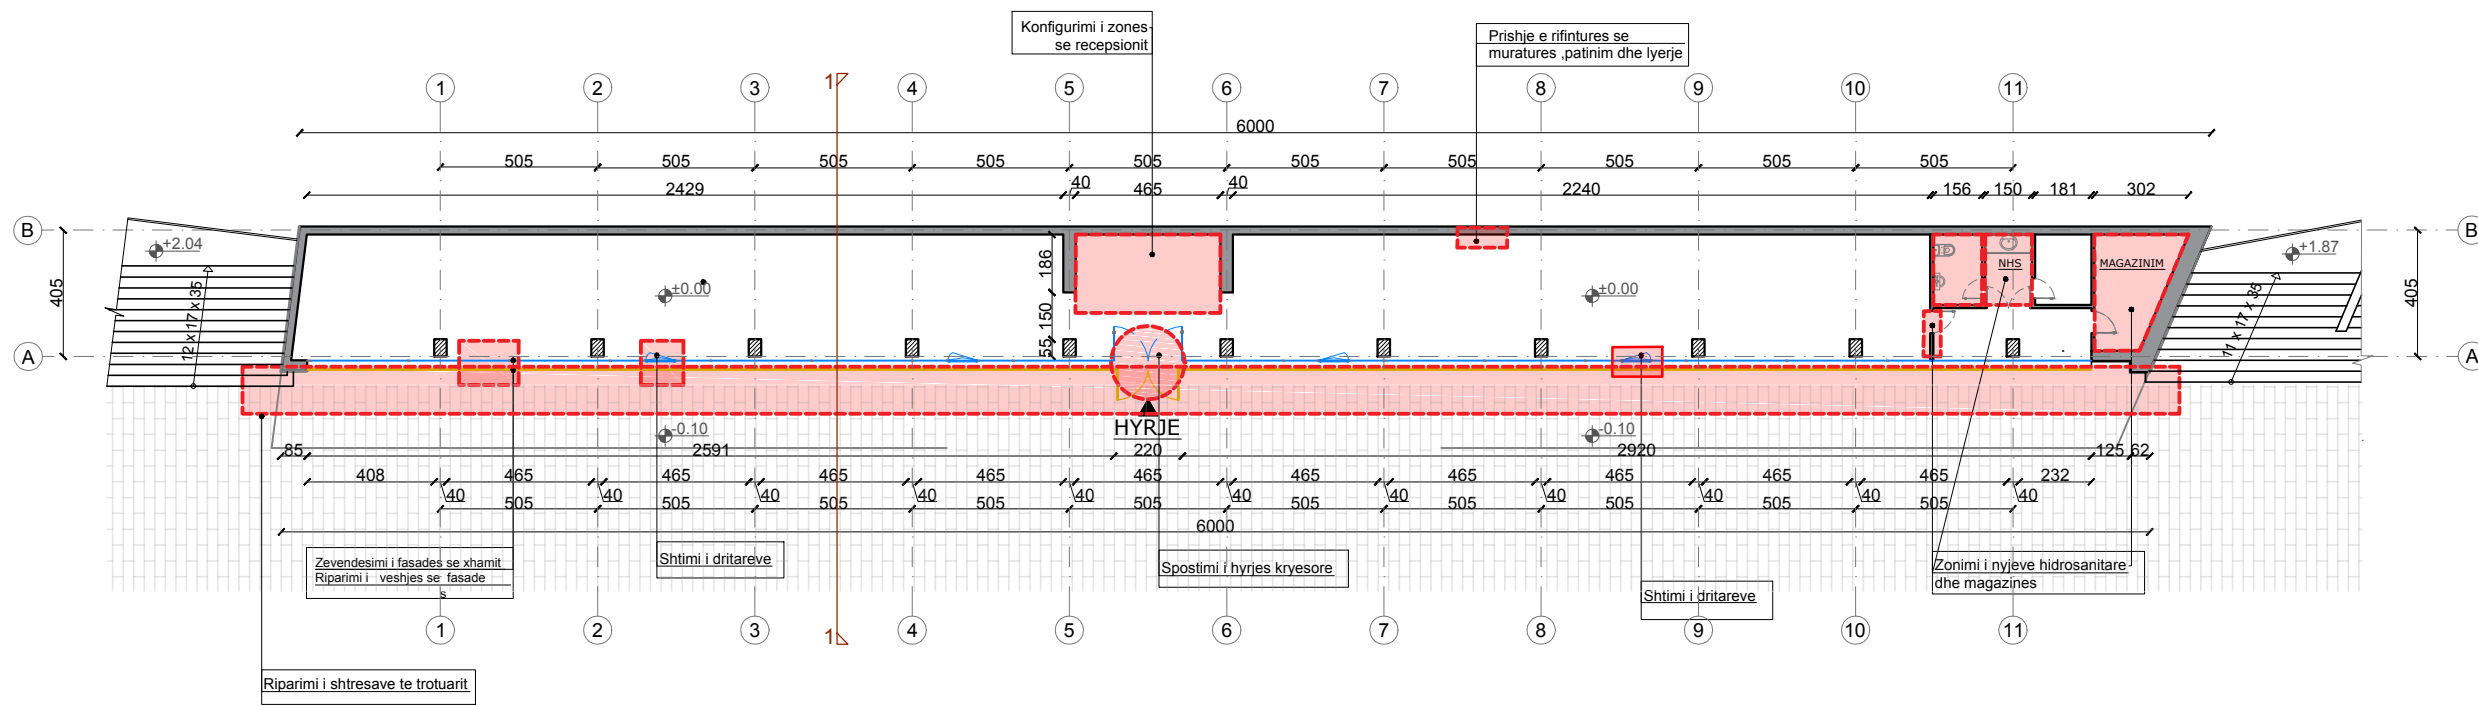 Konfigurimi i zones
se recepsionit
Prishje e rifintures se
muratures ,patinim dhe lyerje
1
1 2 3 4 5 6 7 8 9 10 11
6000
505 505 505 505 505 505 505 505 505 505
2429 40 465 40 2240 156 150 181 302
B B
+2.04 +1.87
405 12 x 17 x 35 ±0.00 186 150 55 ±0.00 NHS MAGAZINIM 11 x 17 x 35 405
A A
HYRJE
-0.10 -0.10
85 2591 220 2920 125 62
408 465 465 465 465 465 465 465 465 465 465 232
40 40 40 40 40 40 40 40 40 40 40
505 505 505 505 505 505 505 505 505 505
6000
Zevendesimi i fasades se xhamit
Riparimi i veshjes se fasade
s
Shtimi i dritareve
Spostimi i hyrjes kryesore
Shtimi i dritareve
Zonimi i nyjeve hidrosanitare
dhe magazines
1 2 3 4 5 6 7 8 9 10 11
1
Riparimi i shtresave te trotuarit